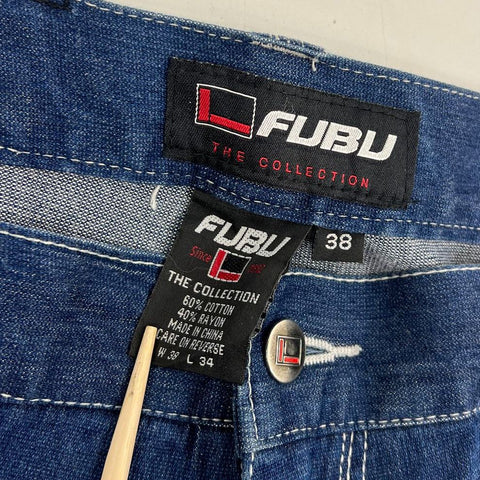 FUBU
THE COLLECTION
FUBU
38
Since
THE COLLECTION
60% COTTON
40% RAYON
MADE IN CHINA
CARE ON REVERSE
W 38 L 34